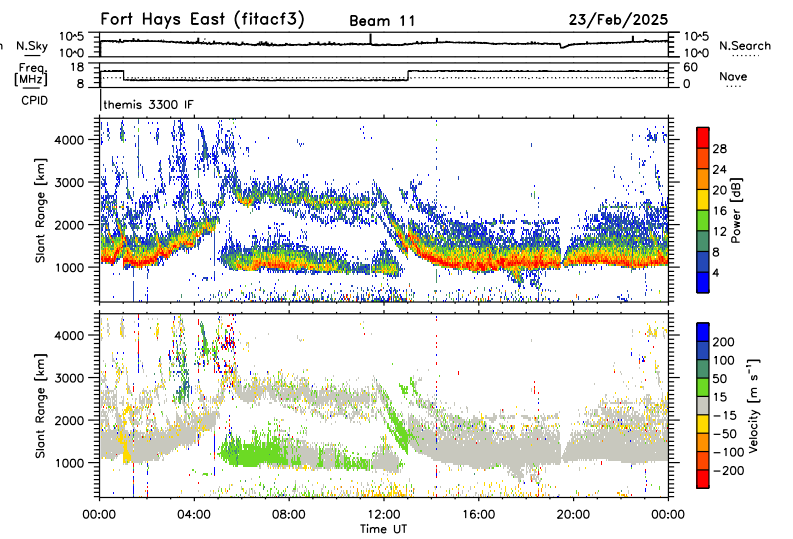 Fort Hays East (fitacf3) Beam 11 23/Feb/2025
N.Sky 10^5 10^0 10^5 10^0 N.Search
Freq. [MHz] 18 8 60 0 Nave
CPID themis 3300 IF
4000
3000
2000
1000
Slant Range [km]
28
24
20
16
12
8
4
Power [dB]
4000
3000
2000
1000
Slant Range [km]
200
100
50
15
-15
-50
-100
-200
Velocity [m s⁻¹]
00:00 04:00 08:00 12:00 16:00 20:00 00:00
Time UT